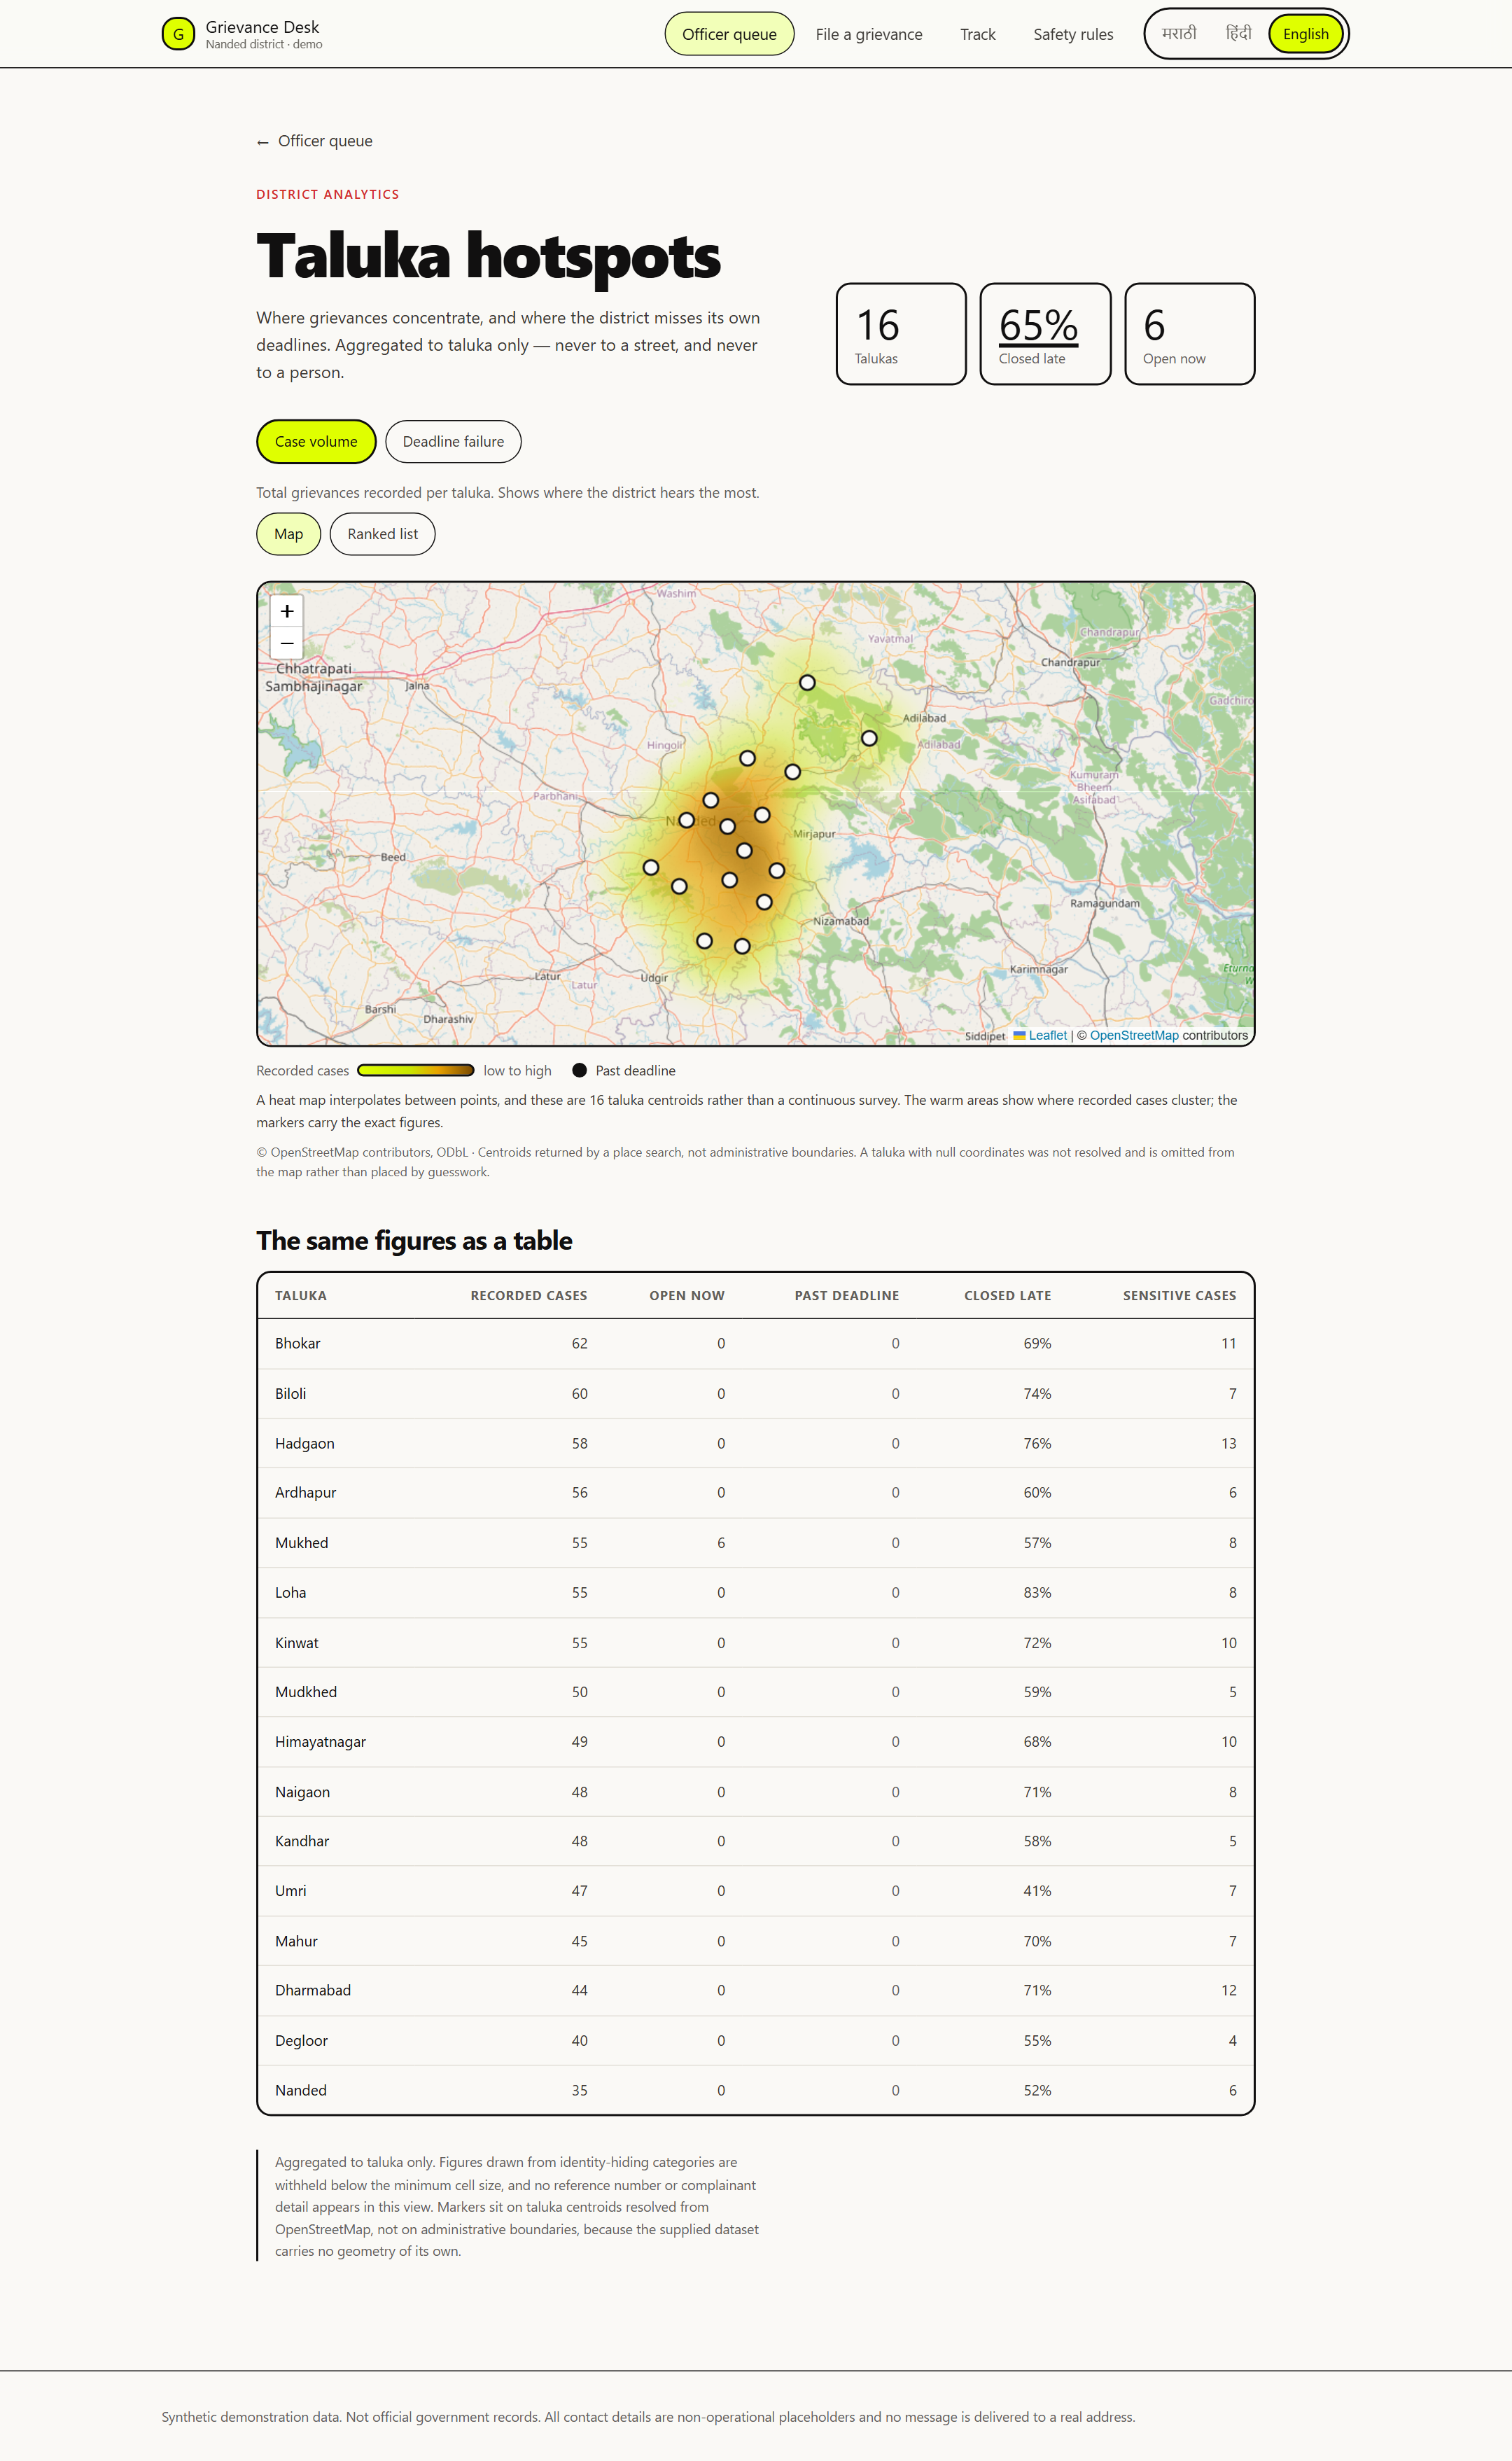 G
Grievance Desk
Nanded district · demo
Officer queue
File a grievance
Track
Safety rules
मराठी
हिंदी
English
← Officer queue
DISTRICT ANALYTICS
Taluka hotspots
Where grievances concentrate, and where the district misses its own
deadlines. Aggregated to taluka only — never to a street, and never
to a person.
16
Talukas
65%
Closed late
6
Open now
Case volume
Deadline failure
Total grievances recorded per taluka. Shows where the district hears the most.
Map
Ranked list
+
−
Washim
Yavatmal
Chandrapur
Chandrapur
Chhatrapati
Sambhajinagar
Jalna
Gadchiro
Adilabad
Adilabad
Hingoli
Kumuram
Bheem
Asifabad
Parbhani
Mirjapur
Beed
Ramagundam
Nizamabad
Karimnagar
Eturna
W
Latur
Latur
Udgir
Barshi
Dharashiv
Siddipet
Leaflet | © OpenStreetMap contributors
Recorded cases low to high Past deadline
A heat map interpolates between points, and these are 16 taluka centroids rather than a continuous survey. The warm areas show where recorded cases cluster; the
markers carry the exact figures.
© OpenStreetMap contributors, ODbL · Centroids returned by a place search, not administrative boundaries. A taluka with null coordinates was not resolved and is omitted from
the map rather than placed by guesswork.
The same figures as a table
TALUKA RECORDED CASES OPEN NOW PAST DEADLINE CLOSED LATE SENSITIVE CASES
Bhokar 62 0 0 69% 11
Biloli 60 0 0 74% 7
Hadgaon 58 0 0 76% 13
Ardhapur 56 0 0 60% 6
Mukhed 55 6 0 57% 8
Loha 55 0 0 83% 8
Kinwat 55 0 0 72% 10
Mudkhed 50 0 0 59% 5
Himayatnagar 49 0 0 68% 10
Naigaon 48 0 0 71% 8
Kandhar 48 0 0 58% 5
Umri 47 0 0 41% 7
Mahur 45 0 0 70% 7
Dharmabad 44 0 0 71% 12
Degloor 40 0 0 55% 4
Nanded 35 0 0 52% 6
Aggregated to taluka only. Figures drawn from identity-hiding categories are
withheld below the minimum cell size, and no reference number or complainant
detail appears in this view. Markers sit on taluka centroids resolved from
OpenStreetMap, not on administrative boundaries, because the supplied dataset
carries no geometry of its own.
Synthetic demonstration data. Not official government records. All contact details are non-operational placeholders and no message is delivered to a real address.